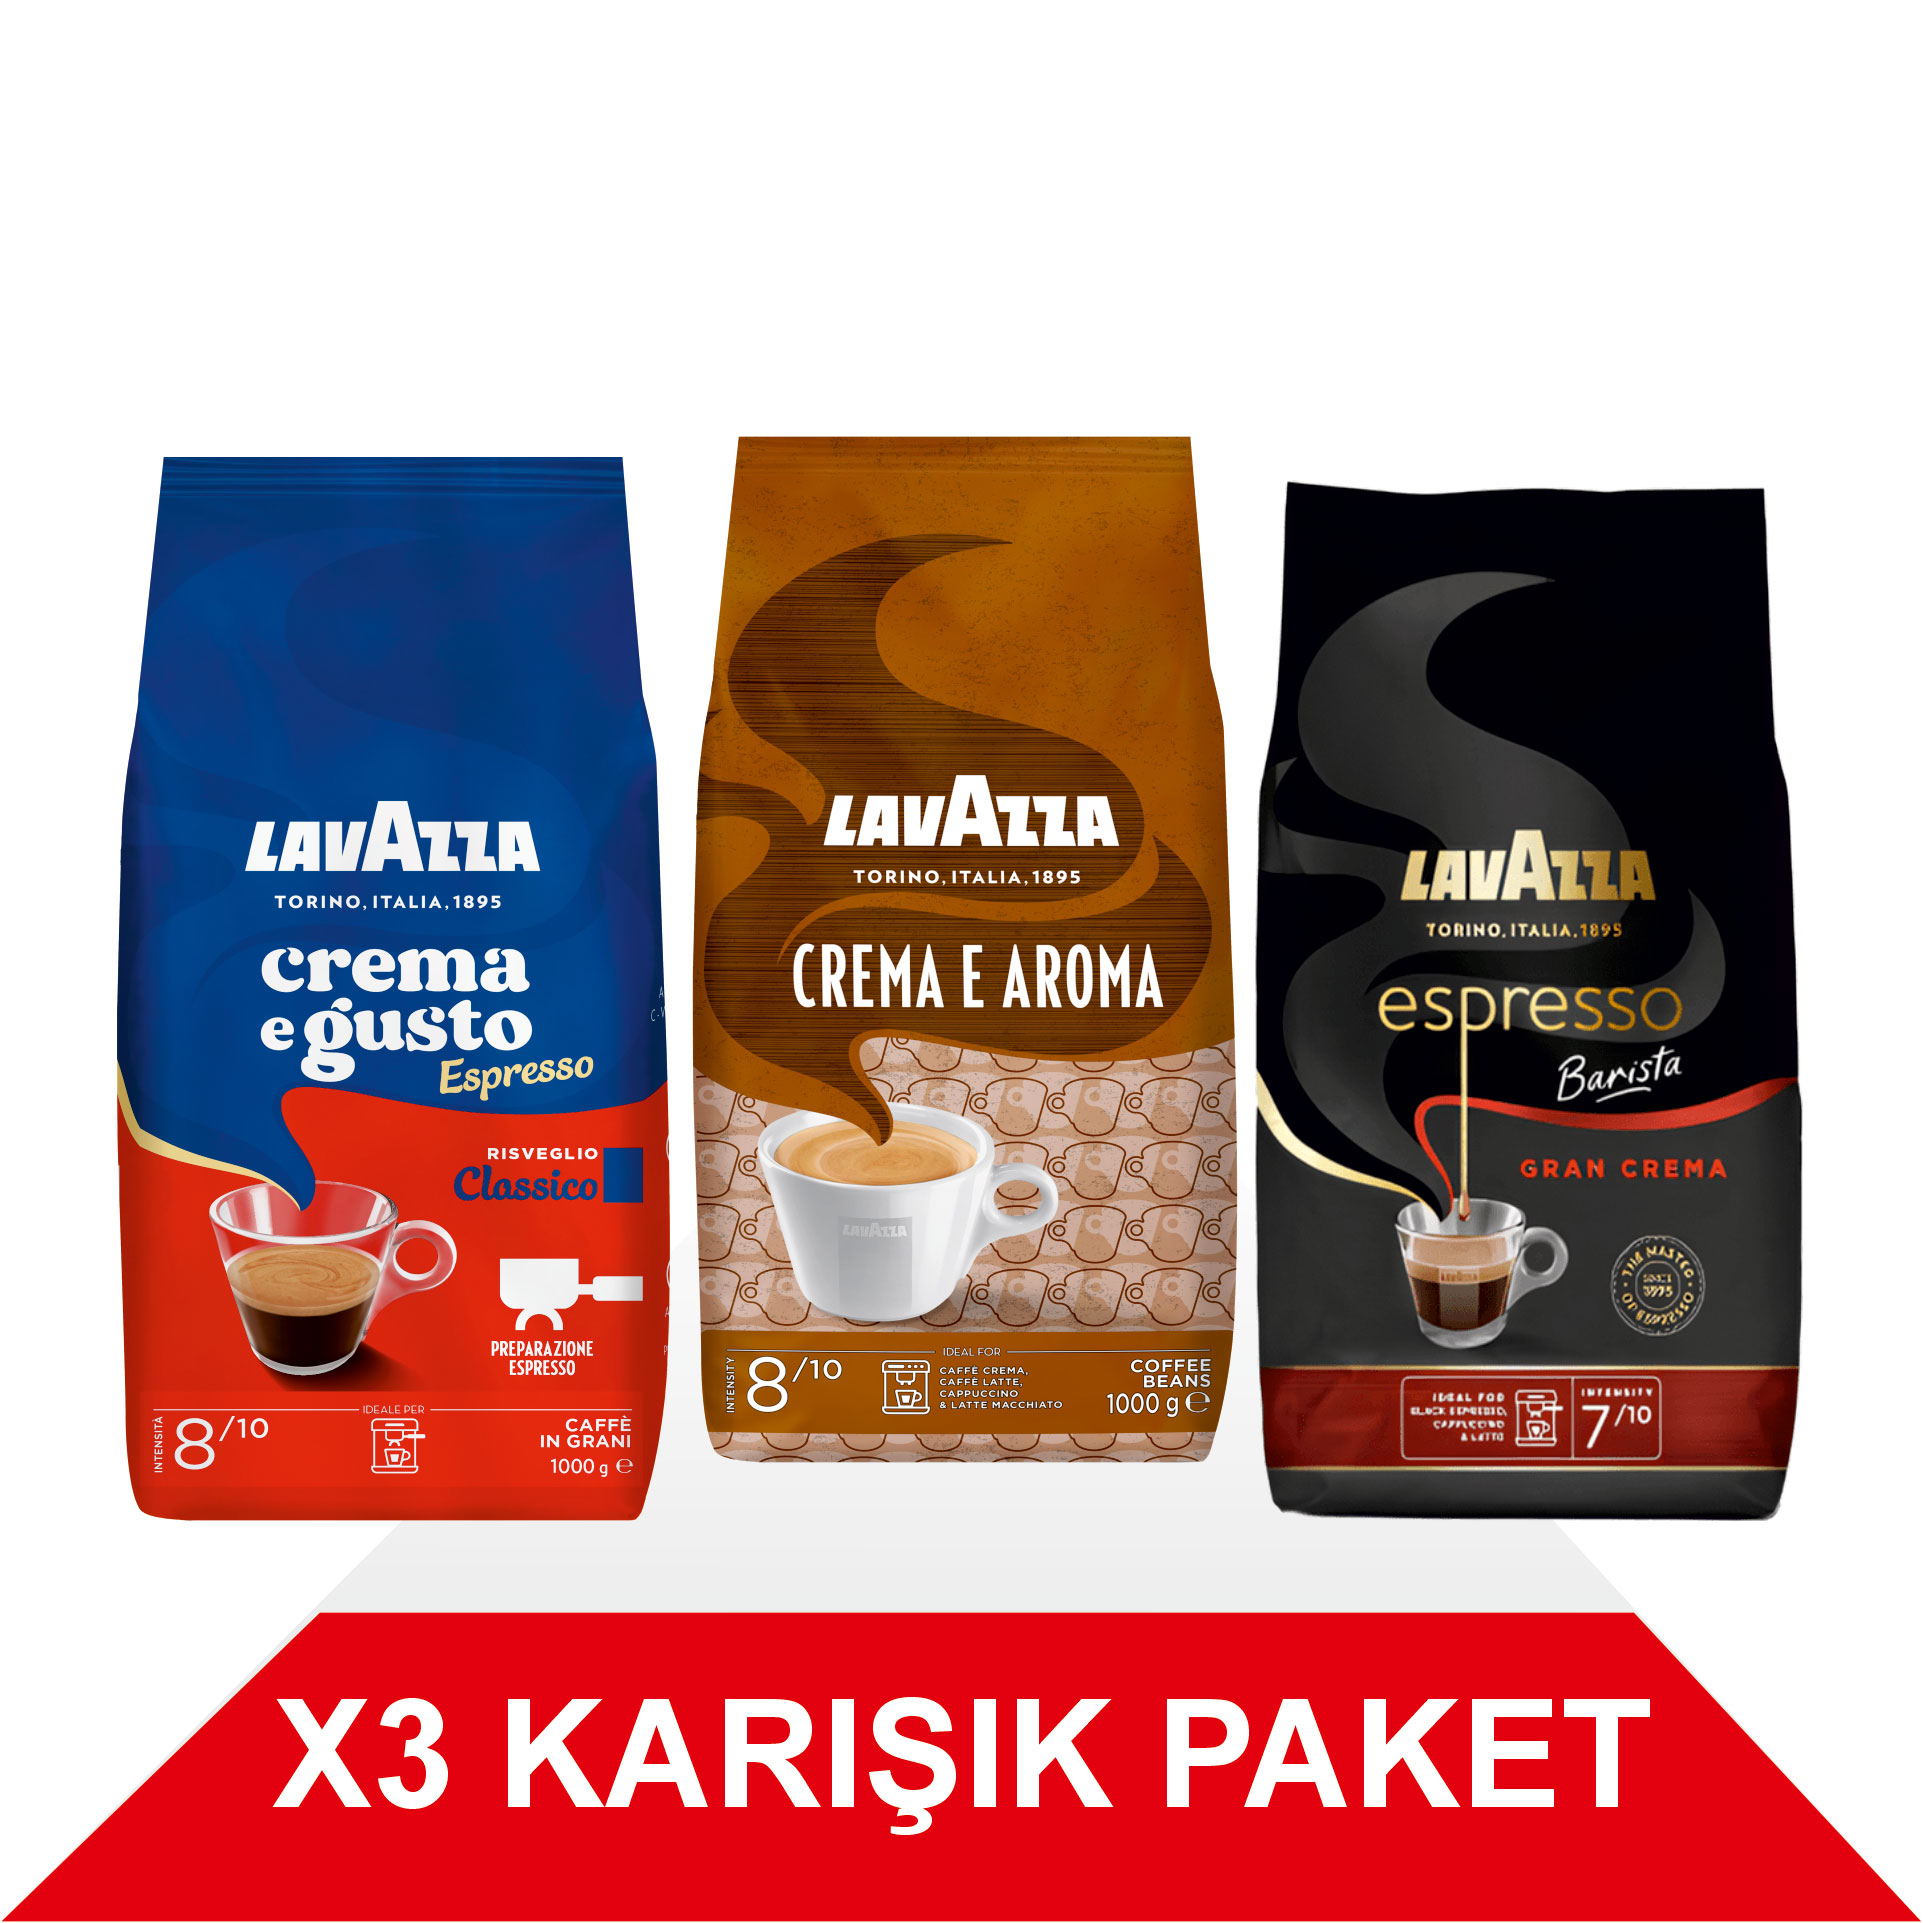 LAVAZZA
TORINO, ITALIA, 1895
crema
e gusto
Espresso
RISVEGLIO
Classico
PREPARAZIONE
ESPRESSO
INTENSITÀ
8/10
IDEALE PER
CAFFÈ
IN GRANI
1000 g ℮
LAVAZZA
TORINO, ITALIA, 1895
CREMA E AROMA
LAVAZZA
INTENSITY
8/10
IDEAL FOR
CAFFÈ CREMA,
CAFFÈ LATTE,
CAPPUCCINO
& LATTE MACCHIATO
COFFEE
BEANS
1000 g ℮
LAVAZZA
TORINO, ITALIA, 1895
espresso
Barista
GRAN CREMA
LAVAZZA
INTENSITY
7/10
X3 KARIŞIK PAKET